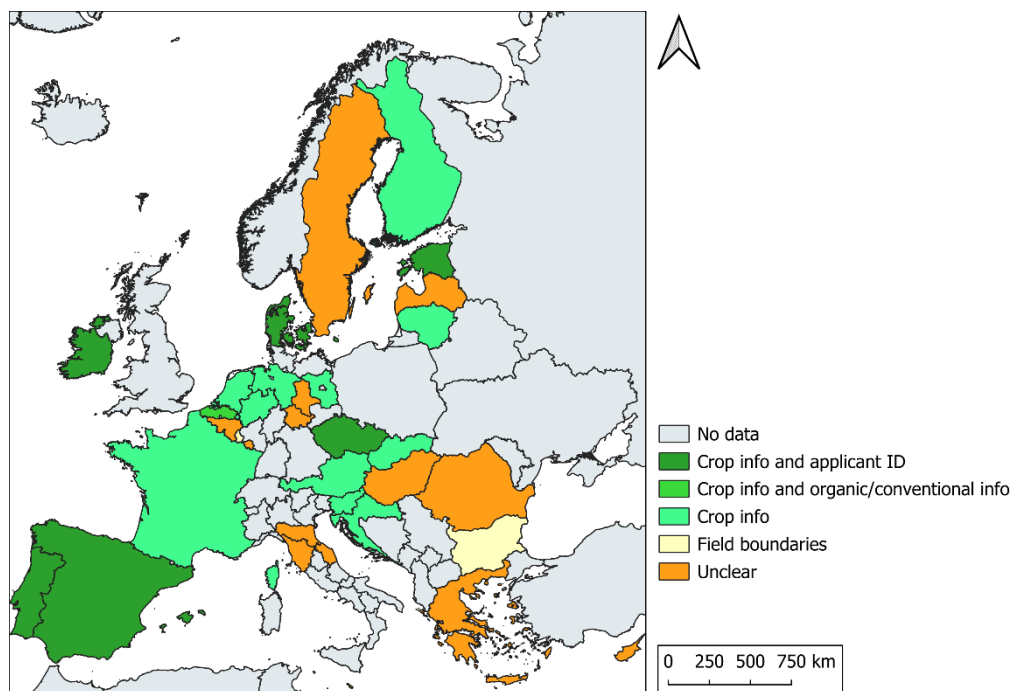 No data
Crop info and applicant ID
Crop info and organic/conventional info
Crop info
Field boundaries
Unclear
0 250 500 750 km